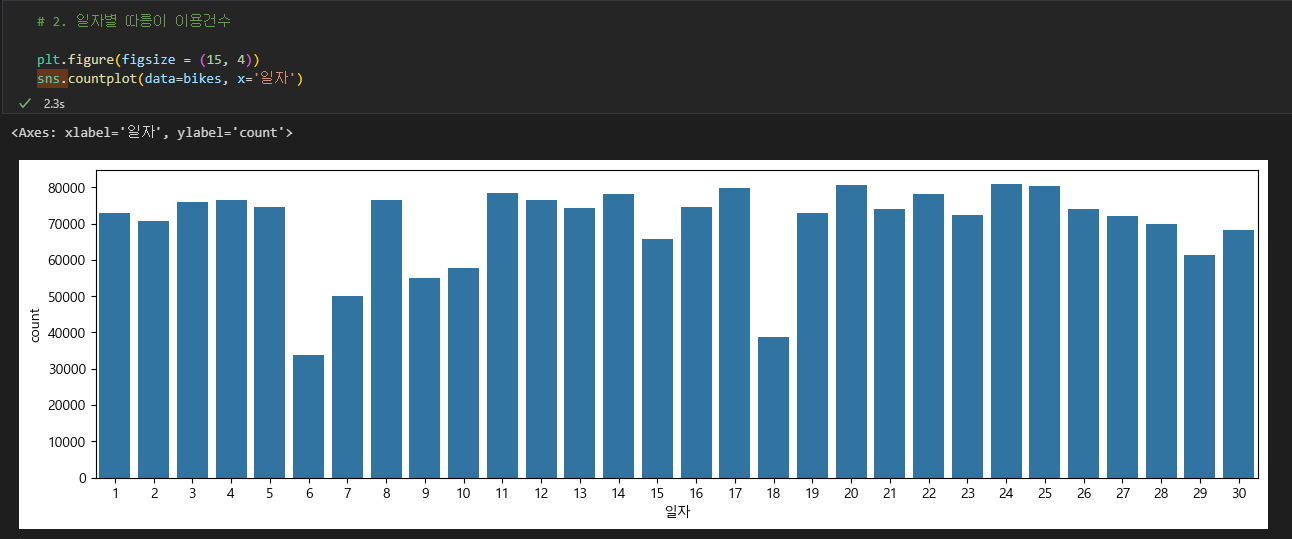 # 2. 일자별 따릉이 이용건수
plt.figure(figsize = (15, 4))
sns.countplot(data=bikes, x='일자')
2.3s
<Axes: xlabel='일자', ylabel='count'>
80000
70000
60000
50000
40000
30000
20000
10000
0
count
1 2 3 4 5 6 7 8 9 10 11 12 13 14 15 16 17 18 19 20 21 22 23 24 25 26 27 28 29 30
일자